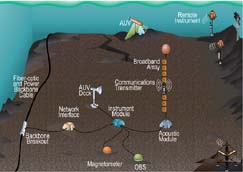 AUV
Remote
Instrument
Broadband
Array
Fiber-optic
and Power
Backbone
Cable
AUV
Dock
Communications
Transmitter
Network
Interface
Instrument
Module
Backbone
Breakout
Acoustic
Module
Magnetometer
OBS